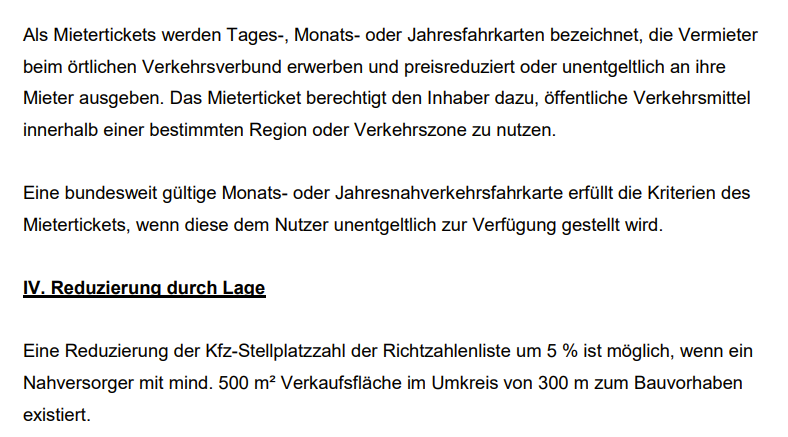 Als Mietertickets werden Tages-, Monats- oder Jahresfahrkarten bezeichnet, die Vermieter
beim örtlichen Verkehrsverbund erwerben und preisreduziert oder unentgeltlich an ihre
Mieter ausgeben. Das Mieterticket berechtigt den Inhaber dazu, öffentliche Verkehrsmittel
innerhalb einer bestimmten Region oder Verkehrszone zu nutzen.
Eine bundesweit gültige Monats- oder Jahresnahverkehrsfahrkarte erfüllt die Kriterien des
Mietertickets, wenn diese dem Nutzer unentgeltlich zur Verfügung gestellt wird.
IV. Reduzierung durch Lage
Eine Reduzierung der Kfz-Stellplatzzahl der Richtzahlenliste um 5 % ist möglich, wenn ein
Nahversorger mit mind. 500 m² Verkaufsfläche im Umkreis von 300 m zum Bauvorhaben
existiert.